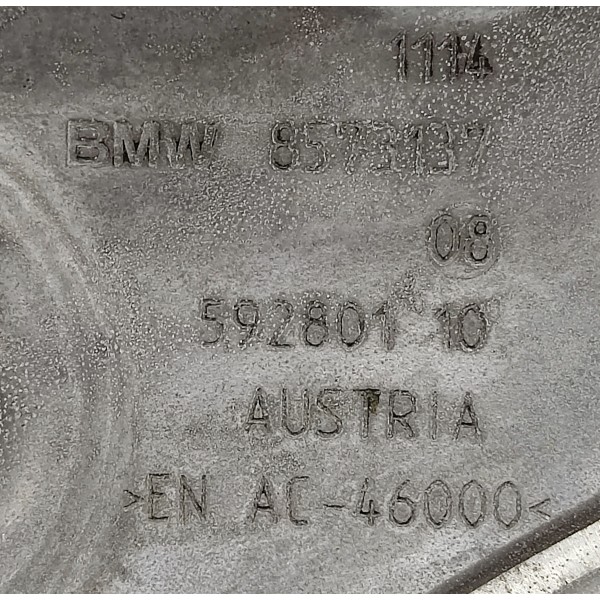 1114
BMW 8573137
08
592801 10
AUSTRIA
>EN AC-46000<